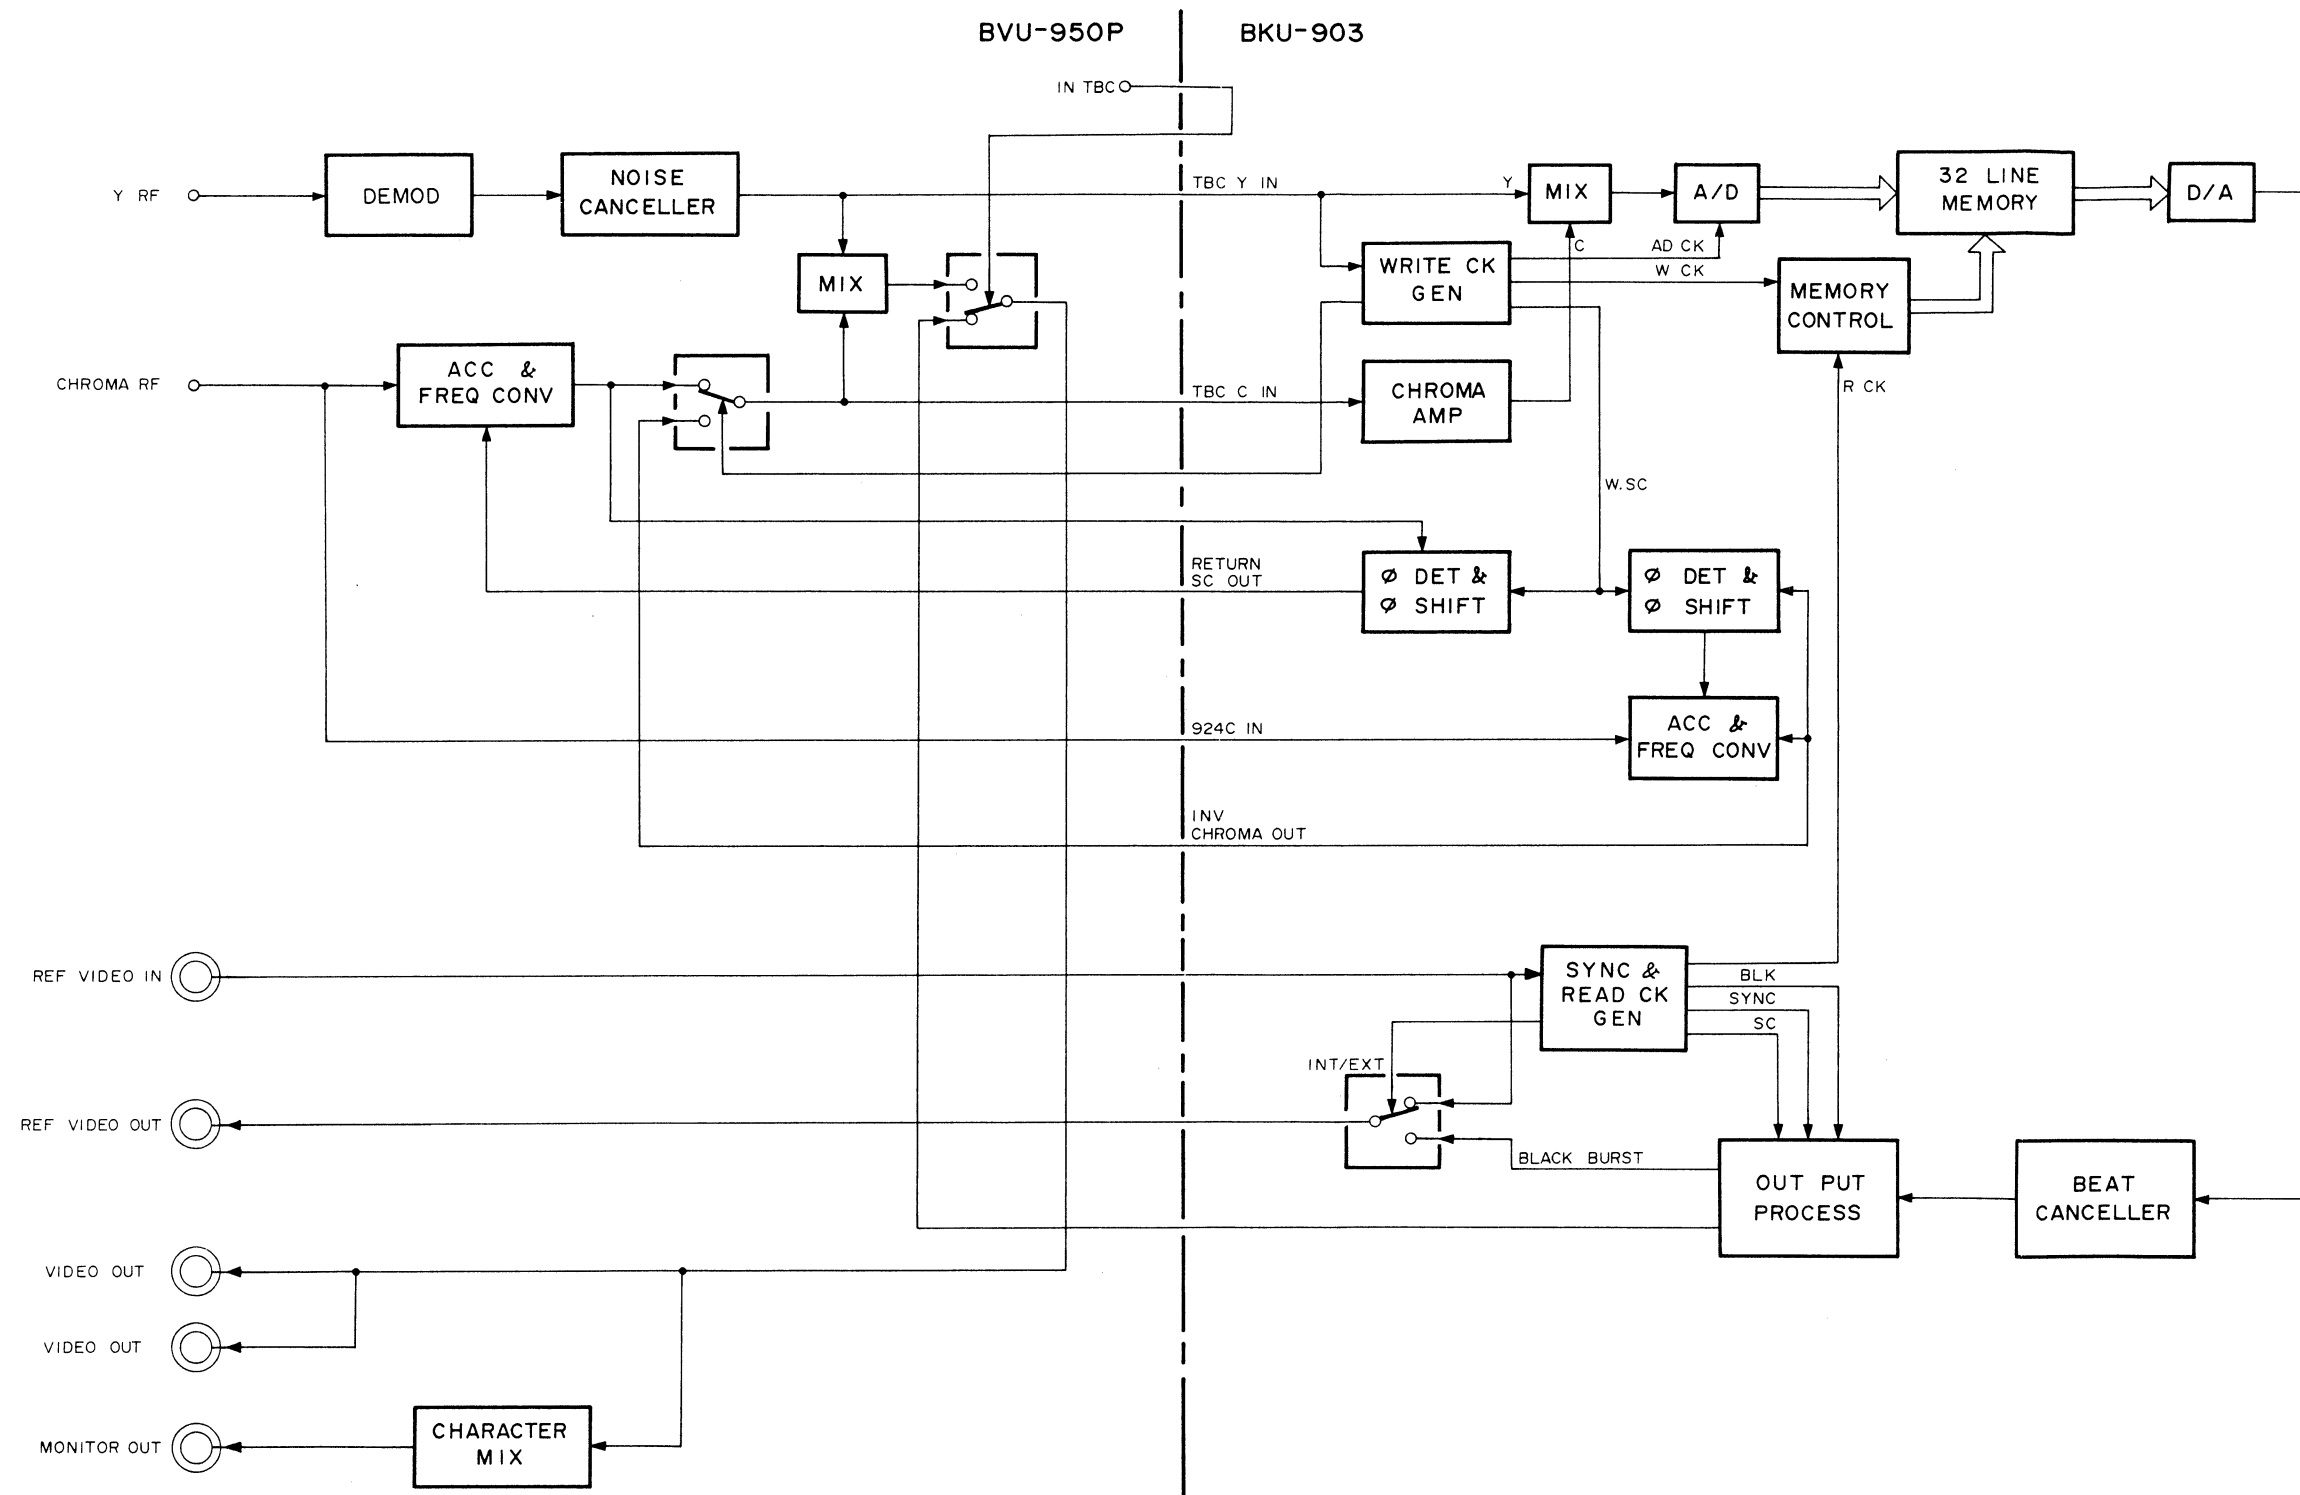 BVU-950P
BKU-903
IN TBC
Y RF
DEMOD
NOISE
CANCELLER
TBC Y IN
Y
MIX
A/D
32 LINE
MEMORY
D/A
MIX
C
AD CK
WRITE CK
GEN
W CK
MEMORY
CONTROL
CHROMA RF
ACC &
FREQ CONV
TBC C IN
CHROMA
AMP
R CK
W.SC
RETURN
SC OUT
Ø DET &
Ø SHIFT
Ø DET &
Ø SHIFT
924C IN
ACC &
FREQ CONV
INV
CHROMA OUT
REF VIDEO IN
SYNC &
READ CK
GEN
BLK
SYNC
SC
INT/EXT
REF VIDEO OUT
BLACK BURST
OUT PUT
PROCESS
BEAT
CANCELLER
VIDEO OUT
VIDEO OUT
MONITOR OUT
CHARACTER
MIX